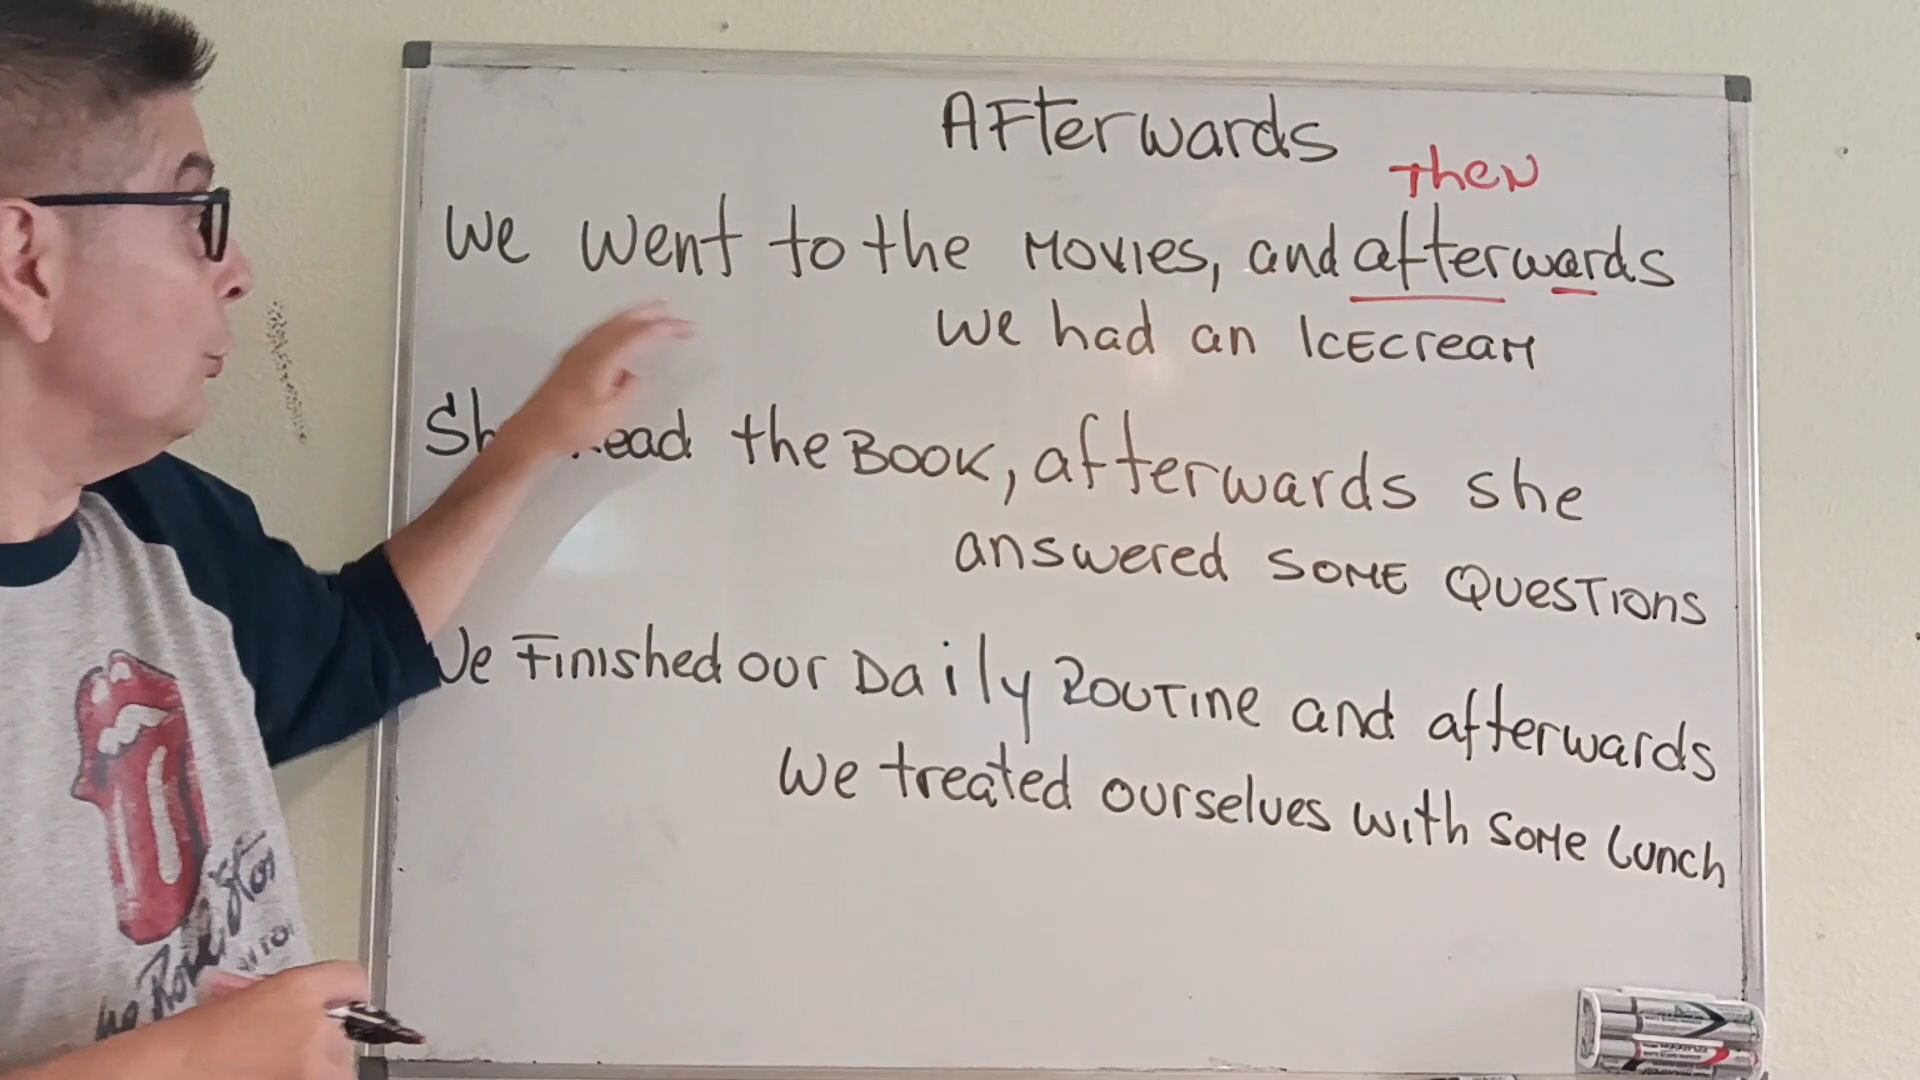 AFterwards
Then
We went to the Movies, and afterwards
we had an Icecream
read the Book, afterwards she
answered some Questions
We Finished our Daily Routine and afterwards
we treated ourselves with some lunch